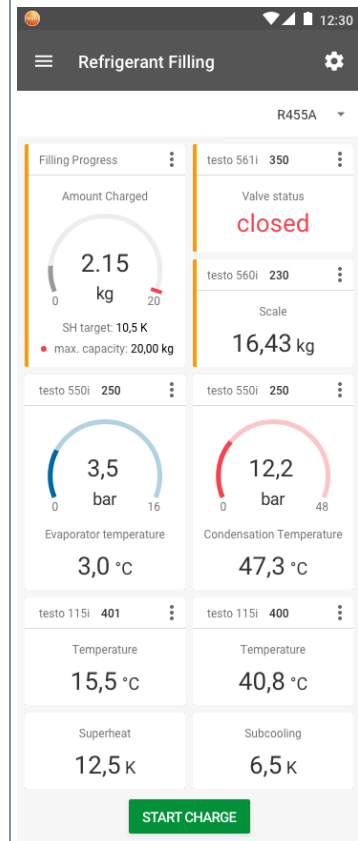 12:30
Refrigerant Filling
R455A
Filling Progress
Amount Charged
2.15
kg
0 20
SH target: 10,5 K
max. capacity: 20,00 kg
testo 561i 350
Valve status
closed
testo 560i 230
Scale
16,43 kg
testo 550i 250
3,5
bar
0 16
Evaporator temperature
3,0 °C
testo 550i 250
12,2
bar
0 48
Condensation Temperature
47,3 °C
testo 115i 401
Temperature
15,5 °C
testo 115i 400
Temperature
40,8 °C
Superheat
12,5 K
Subcooling
6,5 K
START CHARGE